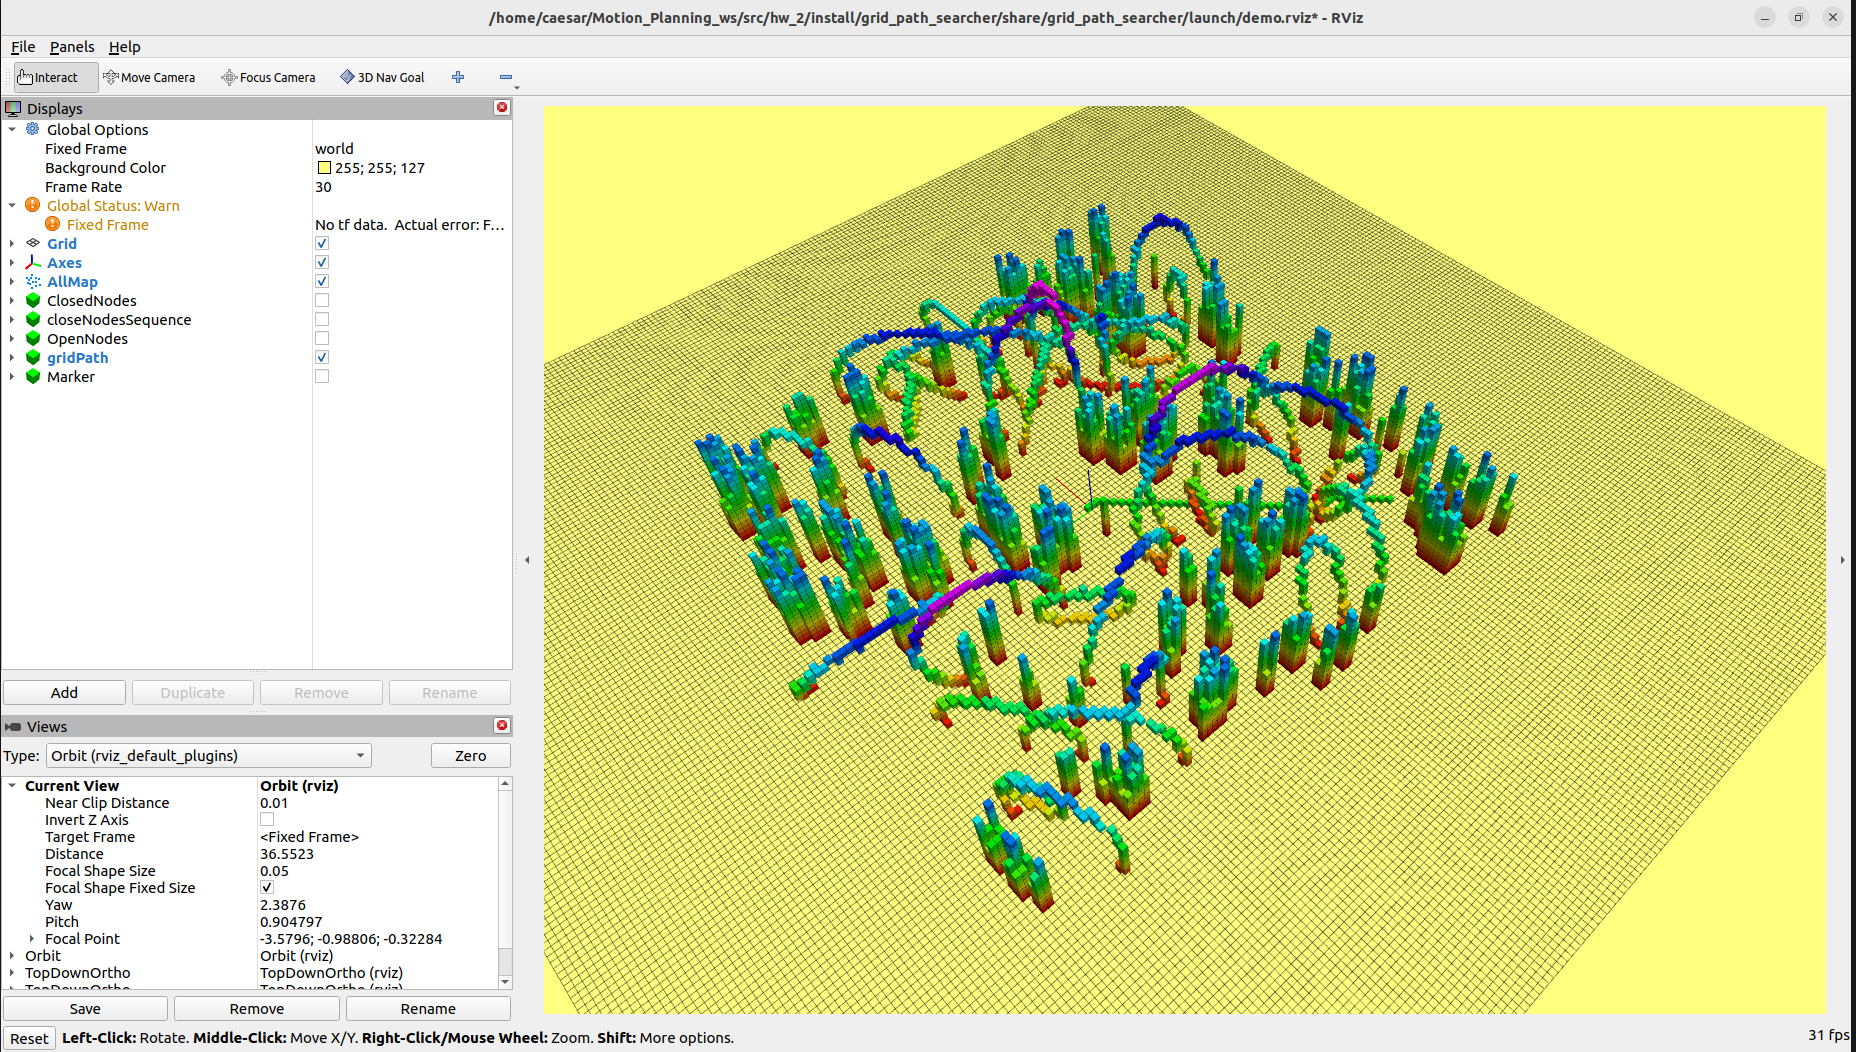 /home/caesar/Motion_Planning_ws/src/hw_2/install/grid_path_searcher/share/grid_path_searcher/launch/demo.rviz* - RViz
File Panels Help
Interact Move Camera Focus Camera 3D Nav Goal
Displays
Global Options
Fixed Frame world
Background Color 255; 255; 127
Frame Rate 30
Global Status: Warn
Fixed Frame No tf data. Actual error: F...
Grid
Axes
AllMap
ClosedNodes
closeNodesSequence
OpenNodes
gridPath
Marker
Add Duplicate Remove Rename
Views
Type: Orbit (rviz_default_plugins) Zero
Current View Orbit (rviz)
Near Clip Distance 0.01
Invert Z Axis
Target Frame <Fixed Frame>
Distance 36.5523
Focal Shape Size 0.05
Focal Shape Fixed Size
Yaw 2.3876
Pitch 0.904797
Focal Point -3.5796; -0.98806; -0.32284
Orbit Orbit (rviz)
TopDownOrtho TopDownOrtho (rviz)
TopDownOrtho TopDownOrtho (rviz)
Save Remove Rename
Reset Left-Click: Rotate. Middle-Click: Move X/Y. Right-Click/Mouse Wheel: Zoom. Shift: More options. 31 fps